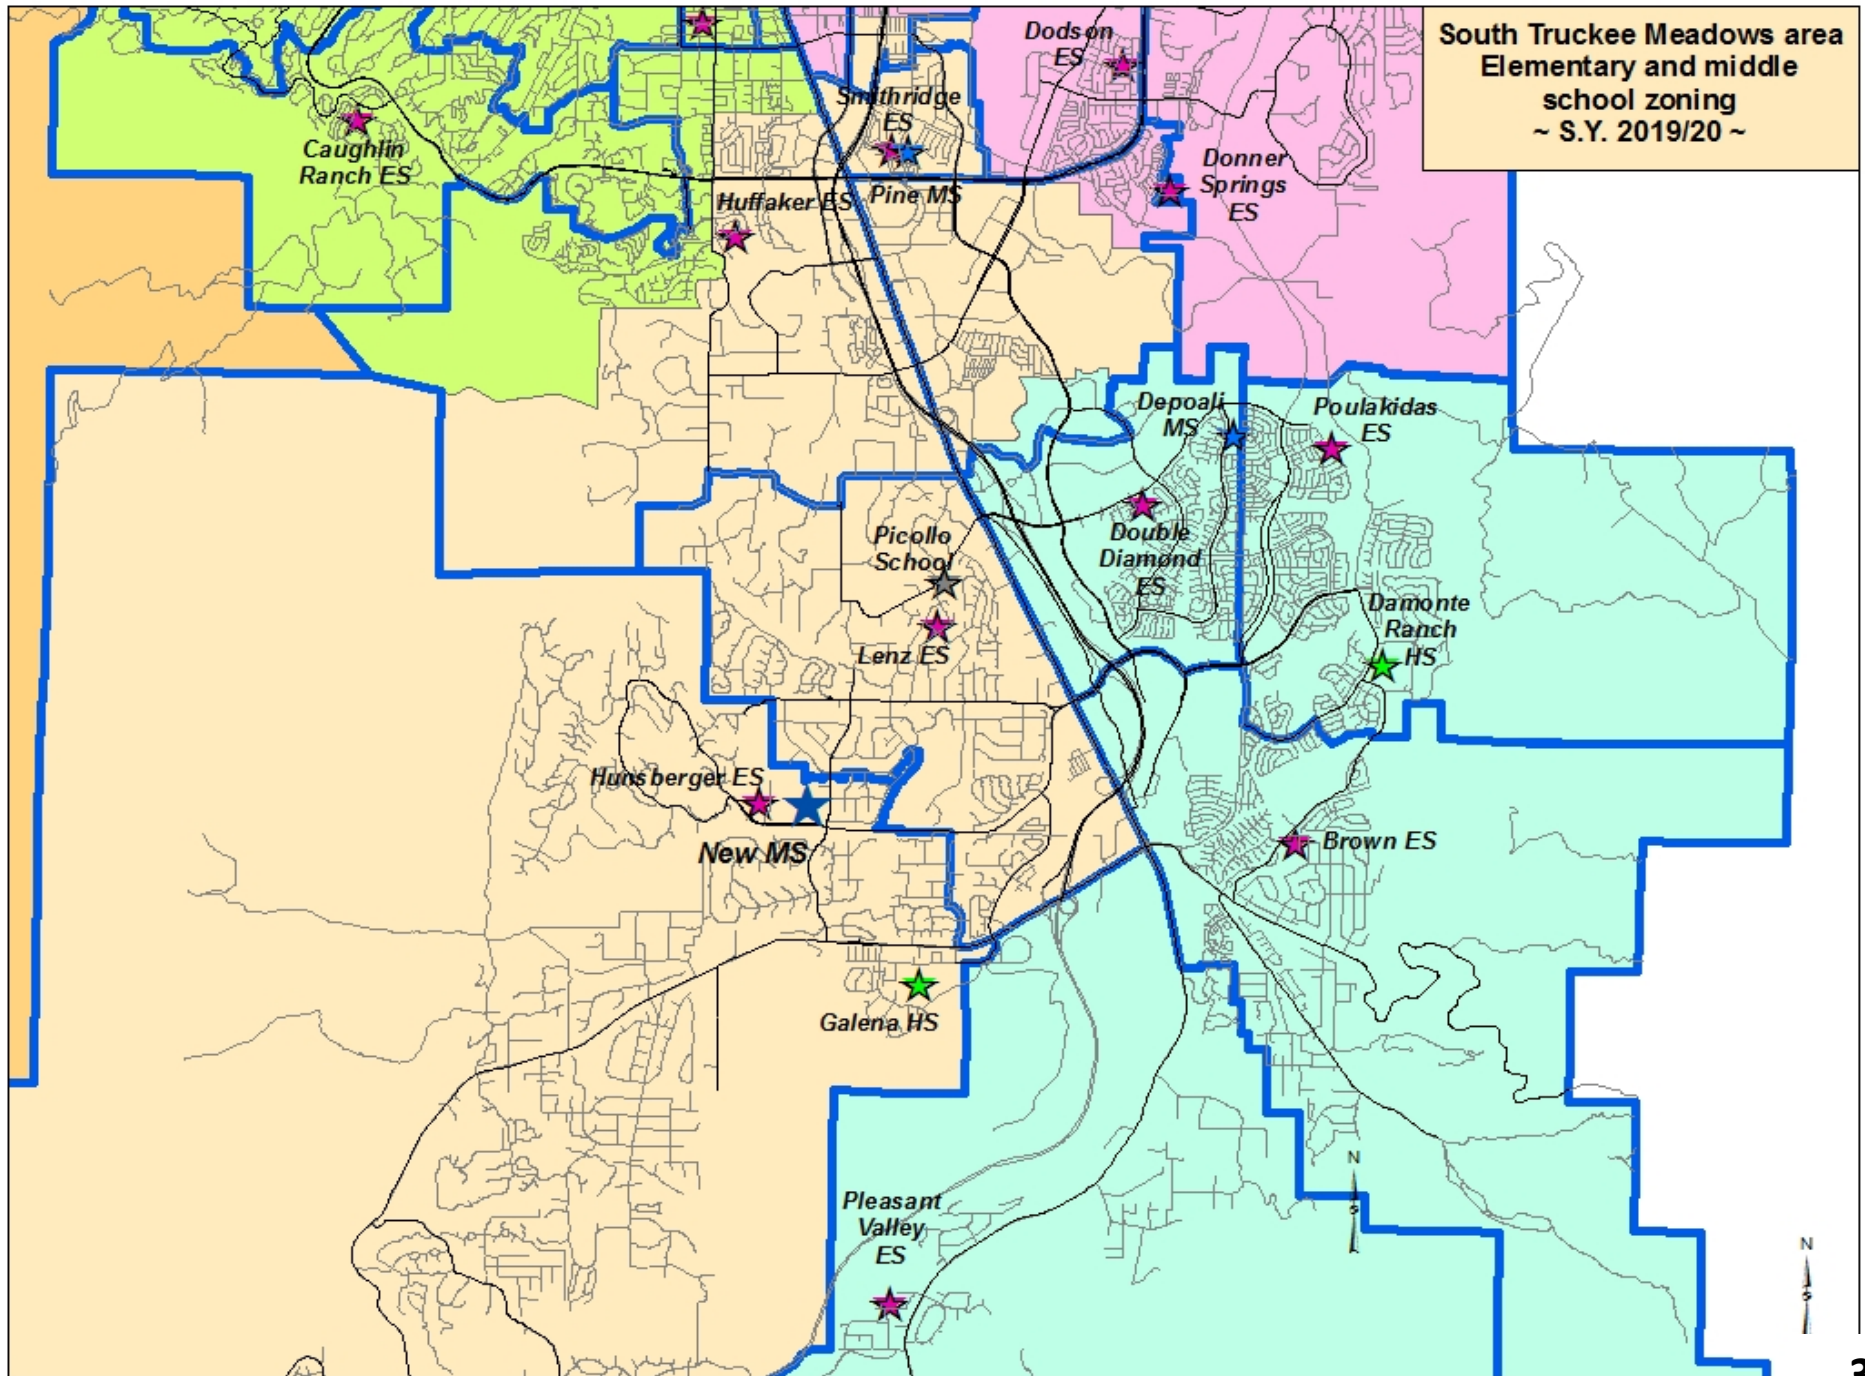 South Truckee Meadows area
Elementary and middle
school zoning
~ S.Y. 2019/20 ~
Dodson
ES
Smithridge
ES
Caughlin
Ranch ES
Donner
Springs
ES
Huffaker ES
Pine MS
Depoali
MS
Poulakidas
ES
Picollo
School
Double
Diamond
ES
Damonte
Ranch
HS
Lenz ES
Hunsberger ES
New MS
Brown ES
Galena HS
Pleasant
Valley
ES
N
S
N
S
3